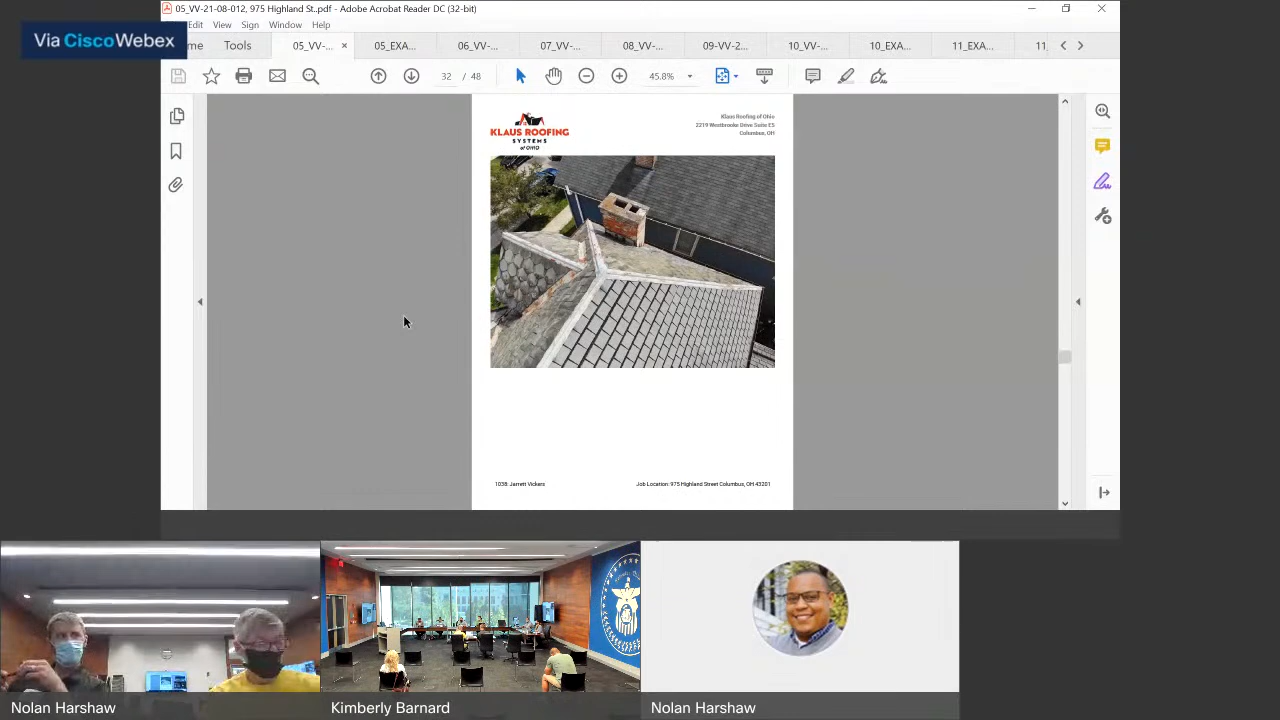 05_VV-21-08-012, 975 Highland St..pdf - Adobe Acrobat Reader DC (32-bit)
Via CiscoWebex
Edit View Sign Window Help
me Tools 05_VV-... × 05_EXA... 06_VV-... 07_VV-... 08_VV-... 09-VV-2... 10_VV-... 10_EXA... 11_EXA... 11
32 / 48 45.8%
KLAUS ROOFING
SYSTEMS
of OHIO
Klaus Roofing of Ohio
2219 Westbrooke Drive Suite E5
Columbus, OH
1038: Jarrett Vickers Job Location: 975 Highland Street Columbus, OH 43201
Nolan Harshaw
Kimberly Barnard
Nolan Harshaw